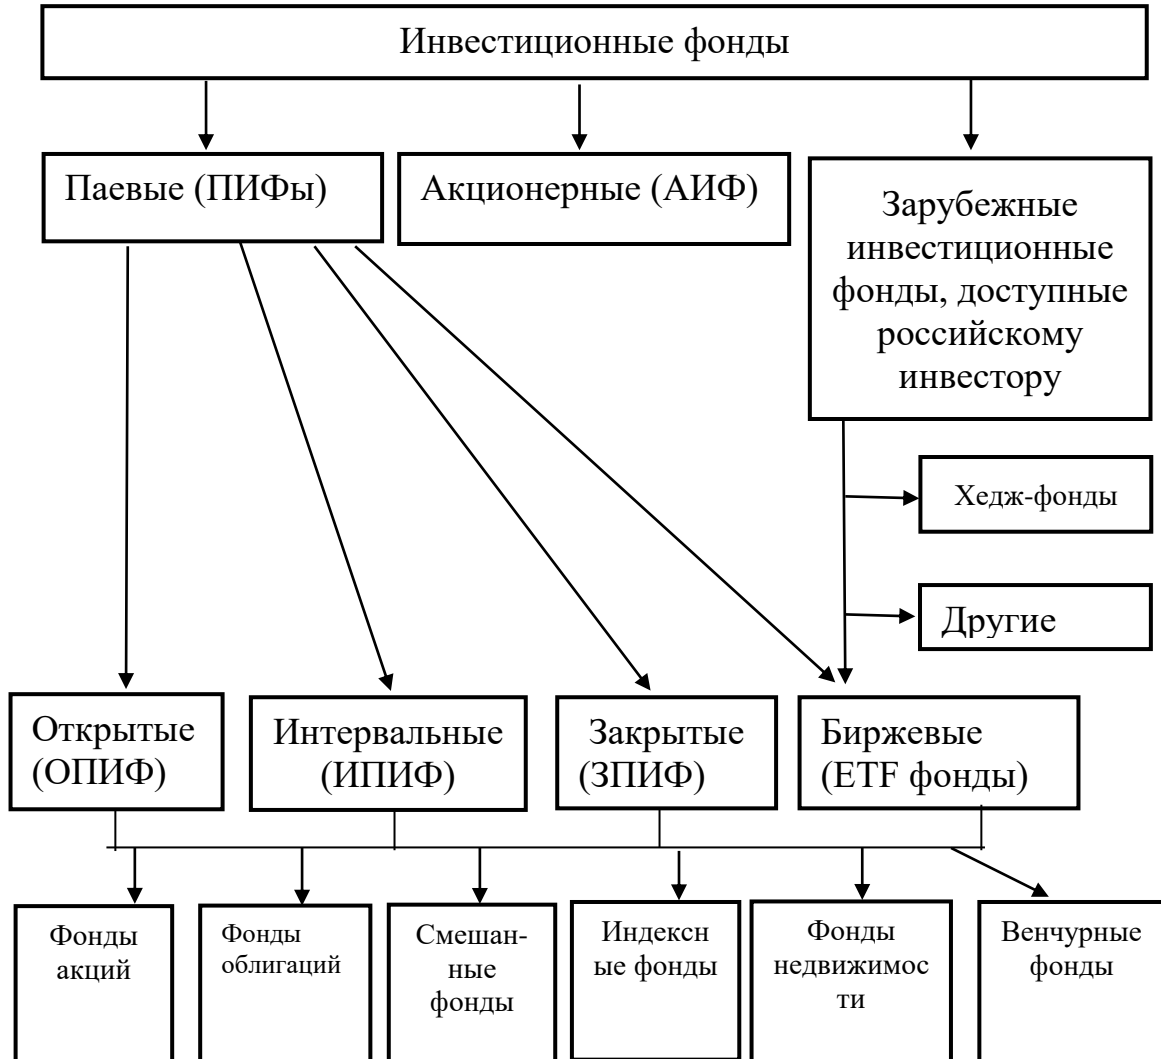 Инвестиционные фонды
Паевые (ПИФы)
Акционерные (АИФ)
Зарубежные
инвестиционные
фонды, доступные
российскому
инвестору
Хедж-фонды
Другие
Открытые
(ОПИФ)
Интервальные
(ИПИФ)
Закрытые
(ЗПИФ)
Биржевые
(ETF фонды)
Фонды
акций
Фонды
облигаций
Смешан-
ные
фонды
Индексн
ые фонды
Фонды
недвижимос
ти
Венчурные
фонды